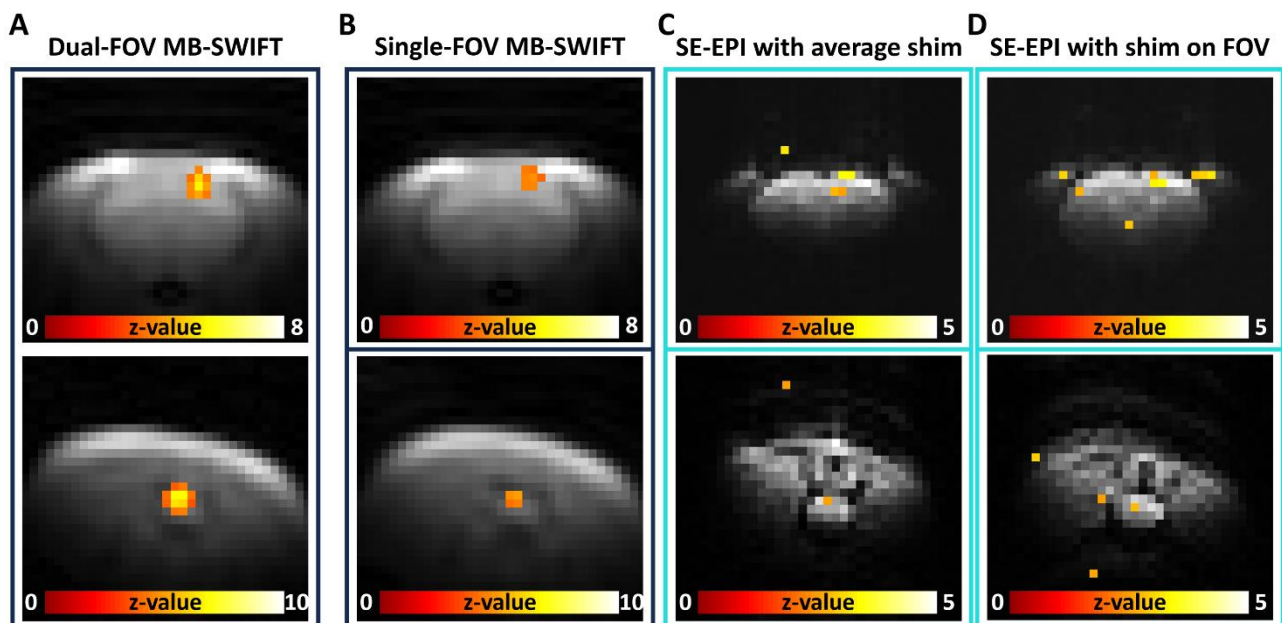 A
Dual-FOV MB-SWIFT
B
Single-FOV MB-SWIFT
C
SE-EPI with average shim
D
SE-EPI with shim on FOV
0 z-value 8
0 z-value 8
0 z-value 5
0 z-value 5
0 z-value 10
0 z-value 10
0 z-value 5
0 z-value 5